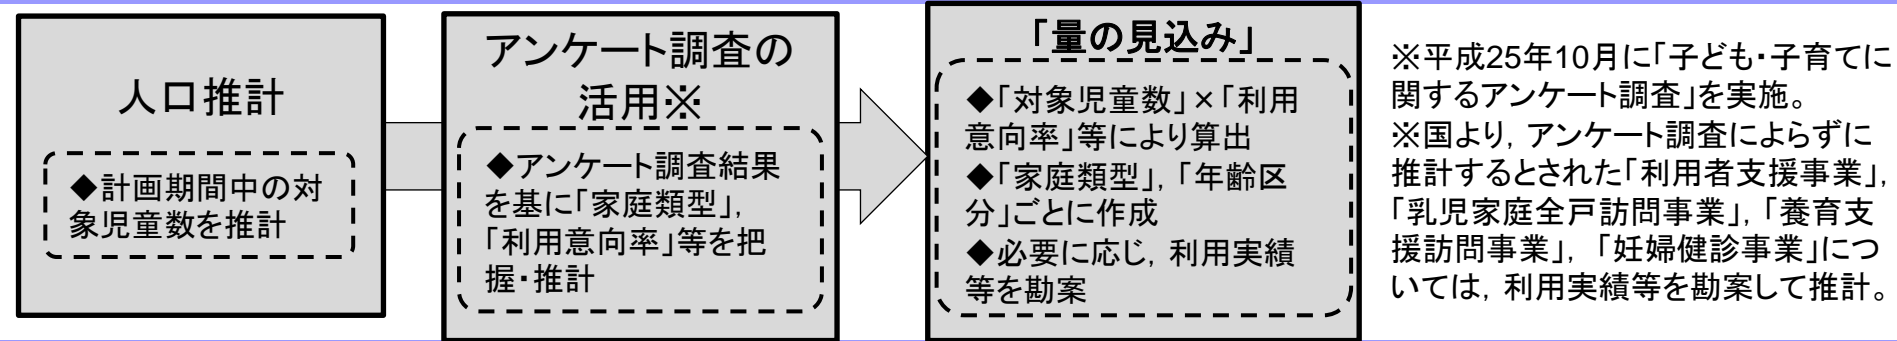 人口推計
◆計画期間中の対
象児童数を推計
アンケート調査の
活用※
◆アンケート調査結果
を基に「家庭類型」,
「利用意向率」等を把
握・推計
「量の見込み」
◆「対象児童数」×「利用
意向率」等により算出
◆「家庭類型」,「年齢区
分」ごとに作成
◆必要に応じ,利用実績
等を勘案
※平成25年10月に「子ども・子育てに
関するアンケート調査」を実施。
※国より,アンケート調査によらずに
推計するとされた「利用者支援事業」,
「乳児家庭全戸訪問事業」,「養育支
援訪問事業」,「妊婦健診事業」につ
いては,利用実績等を勘案して推計。